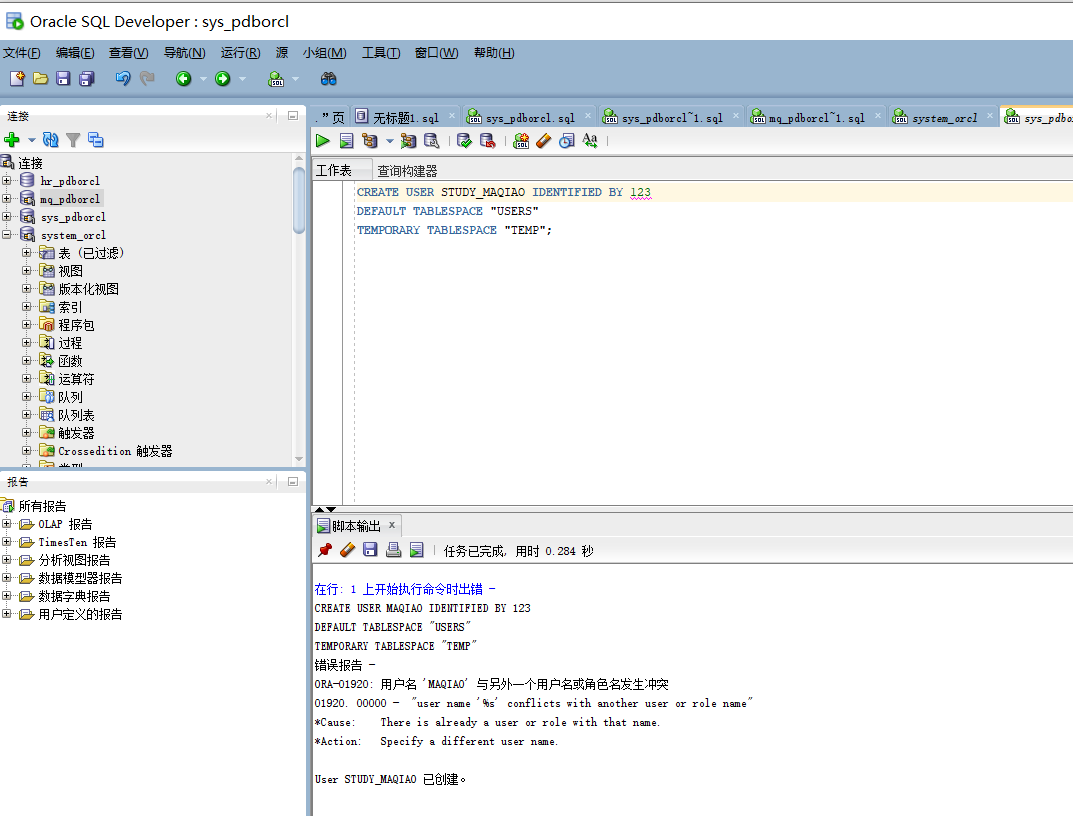 Oracle SQL Developer : sys_pdborcl
文件(F) 编辑(E) 查看(V) 导航(N) 运行(R) 源 小组(M) 工具(T) 窗口(W) 帮助(H)
连接
连接
hr_pdborcl
mq_pdborcl
sys_pdborcl
system_orcl
表 (已过滤)
视图
版本化视图
索引
程序包
过程
函数
运算符
队列
队列表
触发器
Crossedition 触发器
类型
报告
所有报告
OLAP 报告
TimesTen 报告
分析视图报告
数据模型器报告
数据字典报告
用户定义的报告
."页 无标题1.sql sys_pdborcl.sql sys_pdborcl~1.sql mq_pdborcl~1.sql system_orcl sys_pdbo
工作表 查询构建器
CREATE USER STUDY_MAQIAO IDENTIFIED BY 123
DEFAULT TABLESPACE "USERS"
TEMPORARY TABLESPACE "TEMP";
脚本输出 x
任务已完成, 用时 0.284 秒
在行: 1 上开始执行命令时出错 -
CREATE USER MAQIAO IDENTIFIED BY 123
DEFAULT TABLESPACE "USERS"
TEMPORARY TABLESPACE "TEMP"
错误报告 -
ORA-01920: 用户名 'MAQIAO' 与另外一个用户名或角色名发生冲突
01920. 00000 - "user name '%s' conflicts with another user or role name"
*Cause: There is already a user or role with that name.
*Action: Specify a different user name.
User STUDY_MAQIAO 已创建。